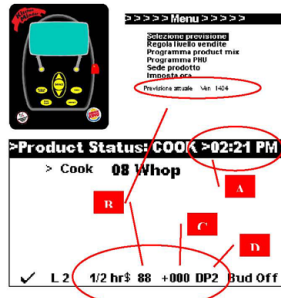 >>>>> Menu >>>>>
Selezione previsione
Regola livello vendite
Programma product mix
Programma PHU
Sede prodotto
Imposta ora
Previsione attuale Ven 1404
>Product Status: COOK >02:21 PM
> Cook 08 Whop
A
B
C
D
✓ L 2 1/2 hr$ 88 +000 DP2 Bud Off